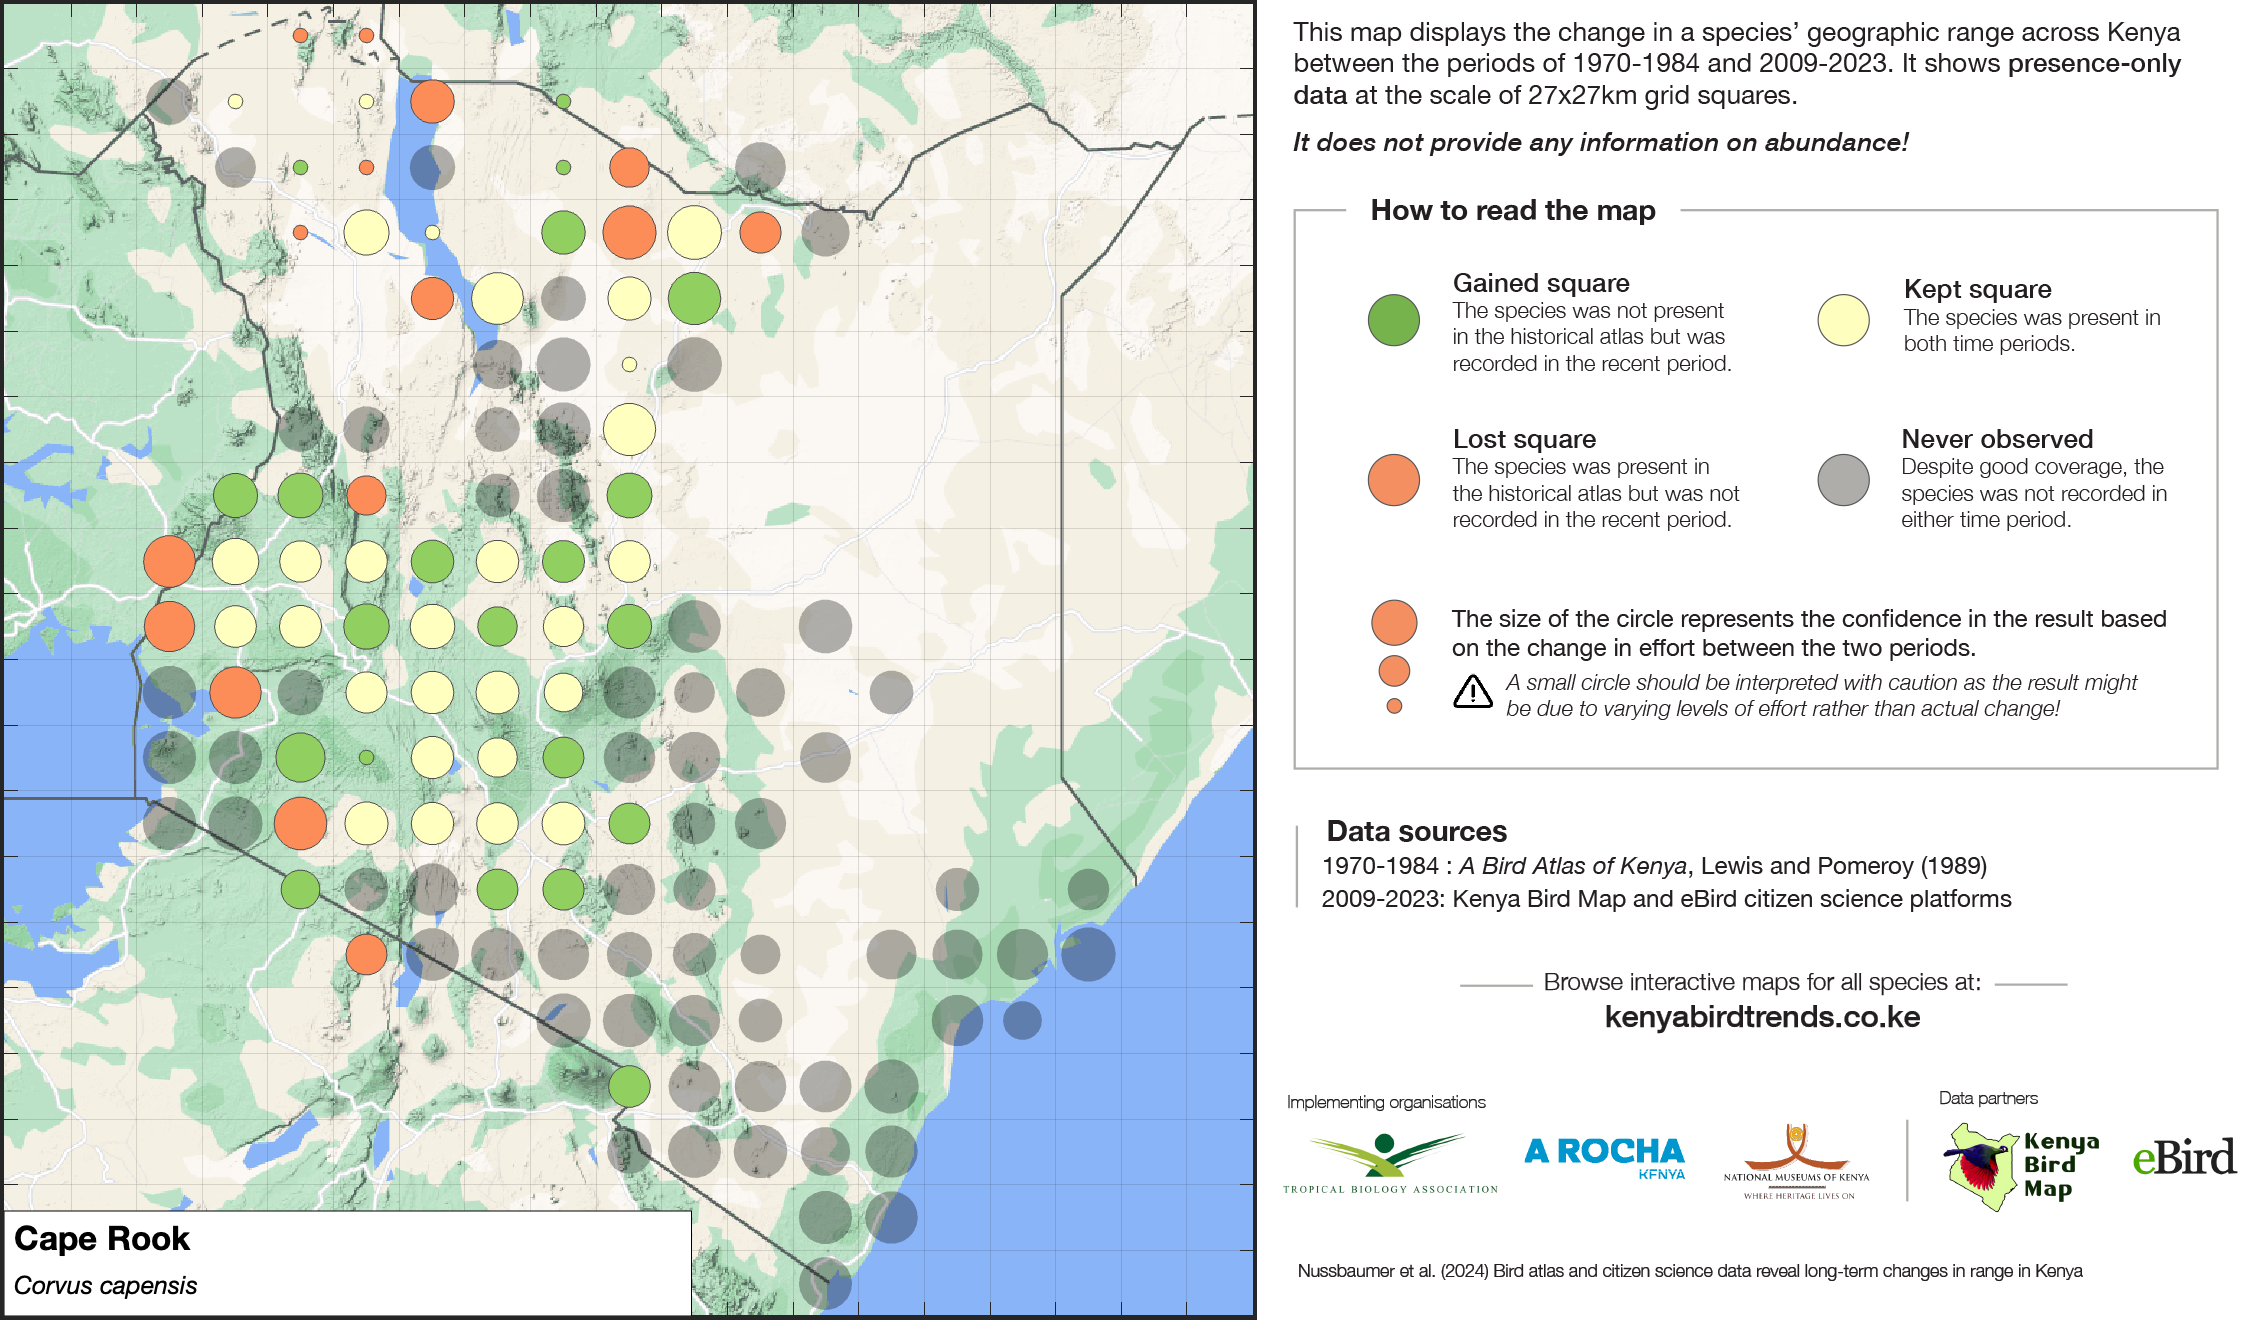 This map displays the change in a species’ geographic range across Kenya
between the periods of 1970-1984 and 2009-2023. It shows presence-only
data at the scale of 27x27km grid squares.
It does not provide any information on abundance!
How to read the map
Gained square
The species was not present
in the historical atlas but was
recorded in the recent period.
Kept square
The species was present in
both time periods.
Lost square
The species was present in
the historical atlas but was not
recorded in the recent period.
Never observed
Despite good coverage, the
species was not recorded in
either time period.
The size of the circle represents the confidence in the result based
on the change in effort between the two periods.
A small circle should be interpreted with caution as the result might
be due to varying levels of effort rather than actual change!
Data sources
1970-1984 : A Bird Atlas of Kenya, Lewis and Pomeroy (1989)
2009-2023: Kenya Bird Map and eBird citizen science platforms
Browse interactive maps for all species at:
kenyabirdtrends.co.ke
Implementing organisations
Data partners
TROPICAL BIOLOGY ASSOCIATION
A ROCHA
KENYA
NATIONAL MUSEUMS OF KENYA
WHERE HERITAGE LIVES ON
Kenya
Bird
Map
eBird
Cape Rook
Corvus capensis
Nussbaumer et al. (2024) Bird atlas and citizen science data reveal long-term changes in range in Kenya